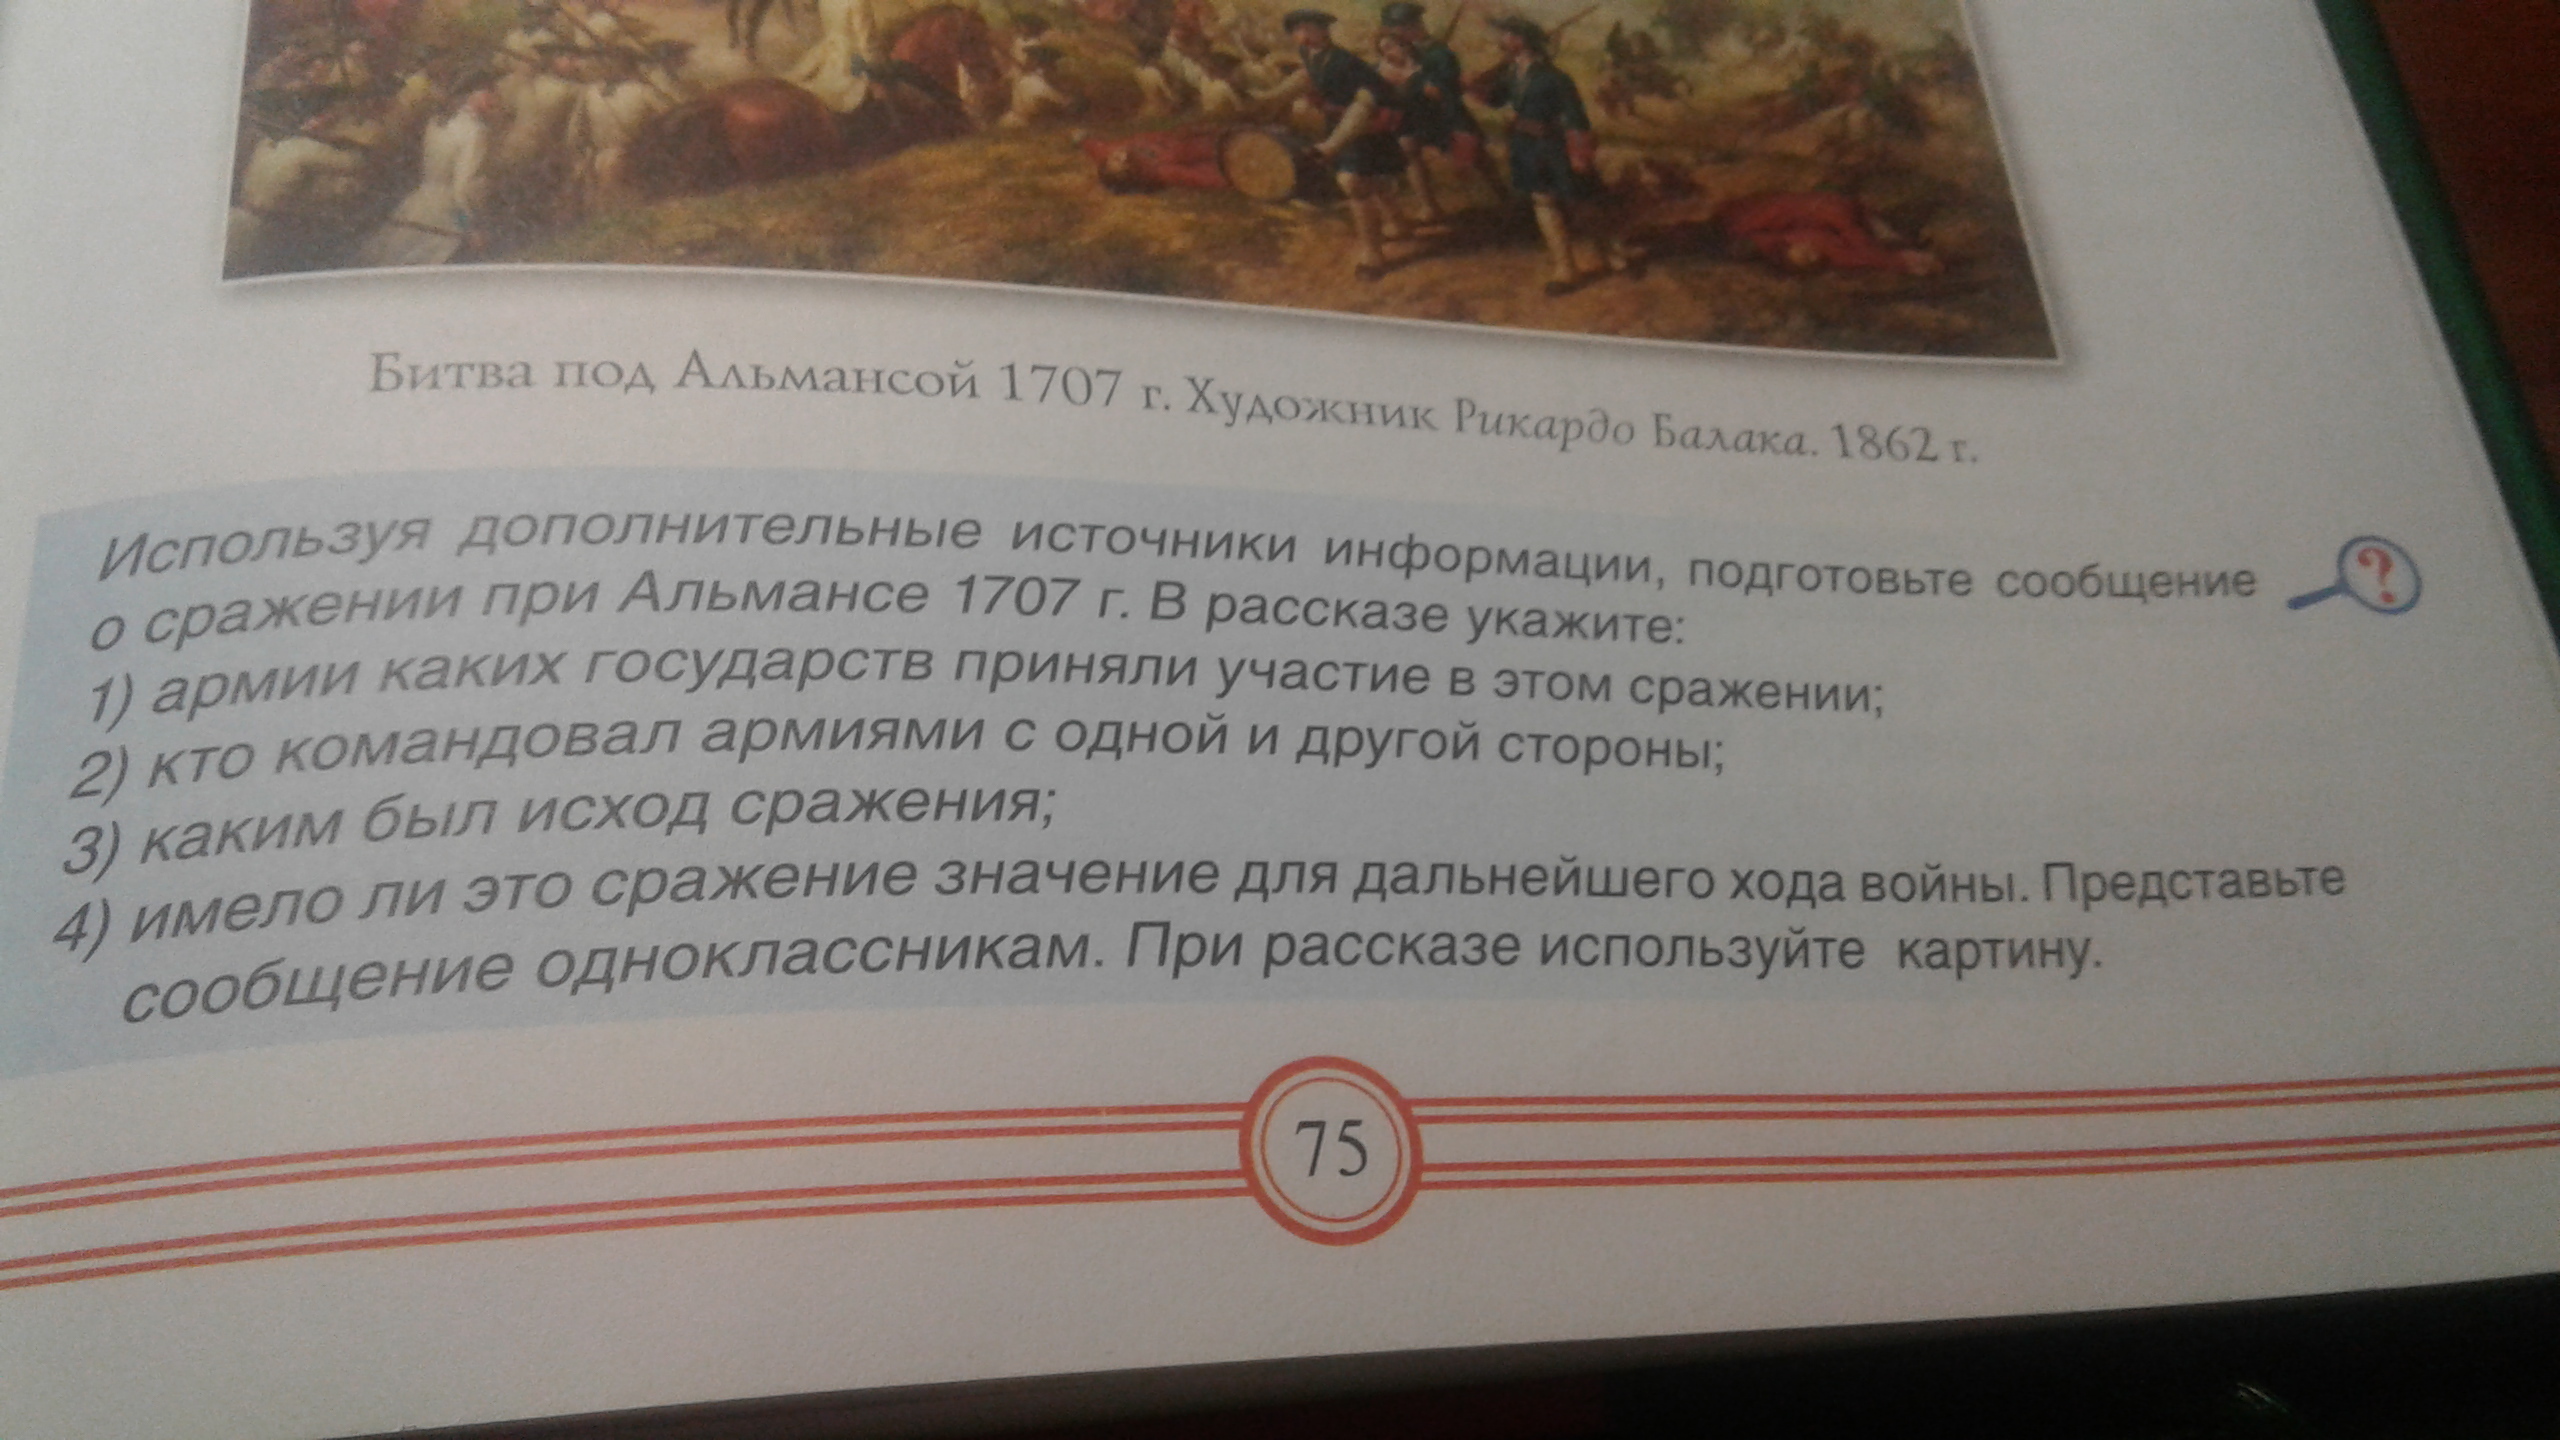 Битва под Альмансой 1707 г. Художник Рикардо Балака. 1862 г.
Используя дополнительные источники информации, подготовьте сообщение
?
о сражении при Альмансе 1707 г. В рассказе укажите:
1) армии каких государств приняли участие в этом сражении;
2) кто командовал армиями с одной и другой стороны;
3) каким был исход сражения;
4) имело ли это сражение значение для дальнейшего хода войны. Представьте
сообщение одноклассникам. При рассказе используйте картину.
75